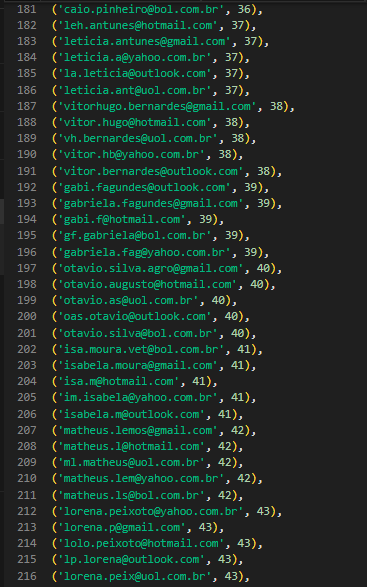 181 ('caio.pinheiro@bol.com.br', 36),
182 ('leh.antunes@hotmail.com', 37),
183 ('leticia.antunes@gmail.com', 37),
184 ('leticia.a@yahoo.com.br', 37),
185 ('la.leticia@outlook.com', 37),
186 ('leticia.ant@uol.com.br', 37),
187 ('vitorhugo.bernardes@gmail.com', 38),
188 ('vitor.hugo@hotmail.com', 38),
189 ('vh.bernardes@uol.com.br', 38),
190 ('vitor.hb@yahoo.com.br', 38),
191 ('vitor.bernardes@outlook.com', 38),
192 ('gabi.fagundes@outlook.com', 39),
193 ('gabriela.fagundes@gmail.com', 39),
194 ('gabi.f@hotmail.com', 39),
195 ('gf.gabriela@bol.com.br', 39),
196 ('gabriela.fag@yahoo.com.br', 39),
197 ('otavio.silva.agro@gmail.com', 40),
198 ('otavio.augusto@hotmail.com', 40),
199 ('otavio.as@uol.com.br', 40),
200 ('oas.otavio@outlook.com', 40),
201 ('otavio.silva@bol.com.br', 40),
202 ('isa.moura.vet@bol.com.br', 41),
203 ('isabela.moura@gmail.com', 41),
204 ('isa.m@hotmail.com', 41),
205 ('im.isabela@yahoo.com.br', 41),
206 ('isabela.m@outlook.com', 41),
207 ('matheus.lemos@gmail.com', 42),
208 ('matheus.l@hotmail.com', 42),
209 ('ml.matheus@uol.com.br', 42),
210 ('matheus.lem@yahoo.com.br', 42),
211 ('matheus.ls@bol.com.br', 42),
212 ('lorena.peixoto@yahoo.com.br', 43),
213 ('lorena.p@gmail.com', 43),
214 ('lolo.peixoto@hotmail.com', 43),
215 ('lp.lorena@outlook.com', 43),
216 ('lorena.peix@uol.com.br', 43),